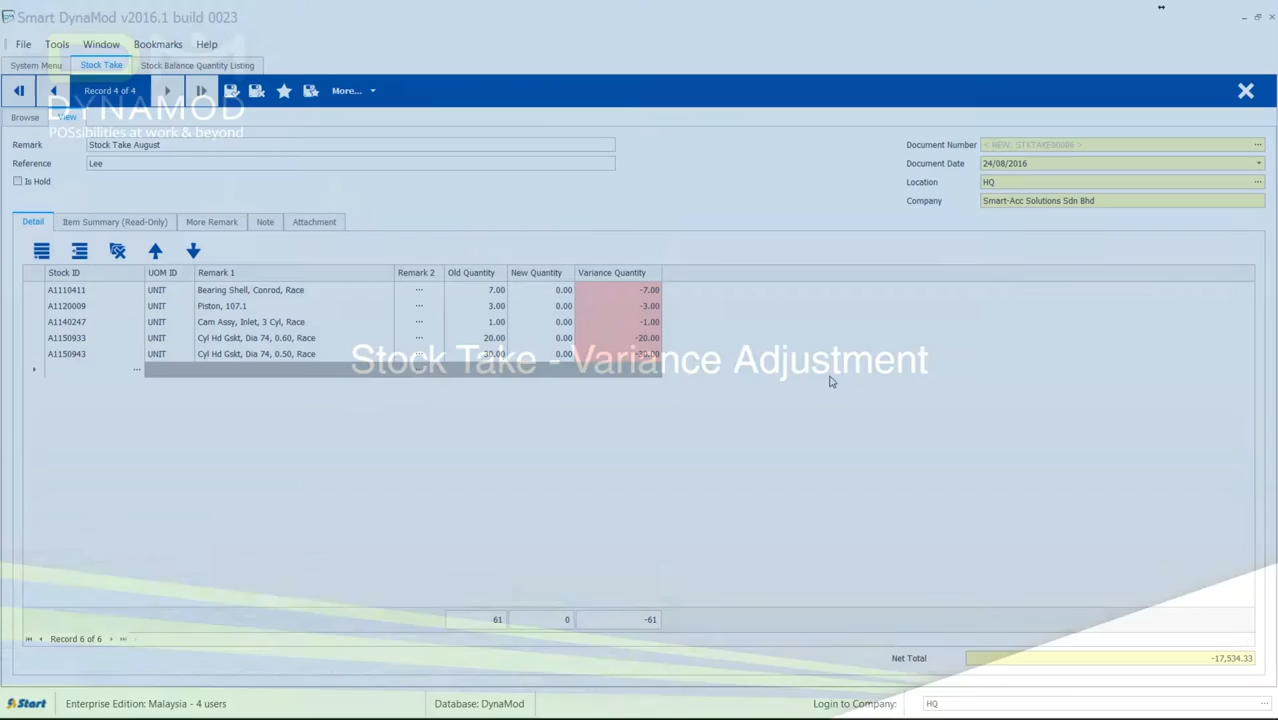 Smart DynaMod v2016.1 build 0023
File Tools Window Bookmarks Help
System Menu Stock Take Stock Balance Quantity Listing
Record 4 of 4 More...
DYNAMOD
POSsibilities at work & beyond
Browse View
Remark Stock Take August Document Number < NEW: STKTAKE00006 >
Reference Lee Document Date 24/08/2016
Is Hold Location HQ
Company Smart-Acc Solutions Sdn Bhd
Detail Item Summary (Read-Only) More Remark Note Attachment
Stock ID UOM ID Remark 1 Remark 2 Old Quantity New Quantity Variance Quantity
A1110411 UNIT Bearing Shell, Conrod, Race ... 7.00 0.00 -7.00
A1120009 UNIT Piston, 107.1 ... 3.00 0.00 -3.00
A1140247 UNIT Cam Assy, Inlet, 3 Cyl, Race ... 1.00 0.00 -1.00
A1150933 UNIT Cyl Hd Gskt, Dia 74, 0.60, Race ... 20.00 0.00 -20.00
A1150943 UNIT Cyl Hd Gskt, Dia 74, 0.50, Race ... 30.00 0.00 -30.00
Stock Take - Variance Adjustment
61 0 -61
Record 6 of 6
Net Total -17,534.33
Start Enterprise Edition: Malaysia - 4 users Database: DynaMod Login to Company: HQ